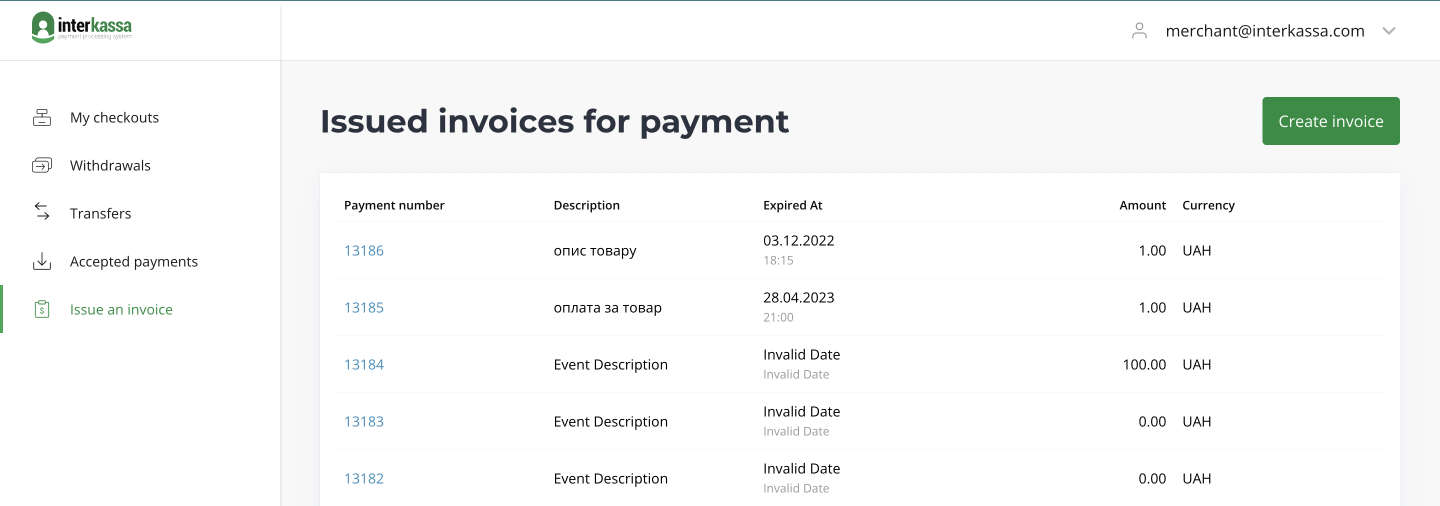 interkassa
payment processing system
merchant@interkassa.com
My checkouts
Withdrawals
Transfers
Accepted payments
Issue an invoice
Issued invoices for payment
Create invoice
Payment number Description Expired At Amount Currency
13186 опис товару 03.12.2022 18:15 1.00 UAH
13185 оплата за товар 28.04.2023 21:00 1.00 UAH
13184 Event Description Invalid Date Invalid Date 100.00 UAH
13183 Event Description Invalid Date Invalid Date 0.00 UAH
13182 Event Description Invalid Date Invalid Date 0.00 UAH